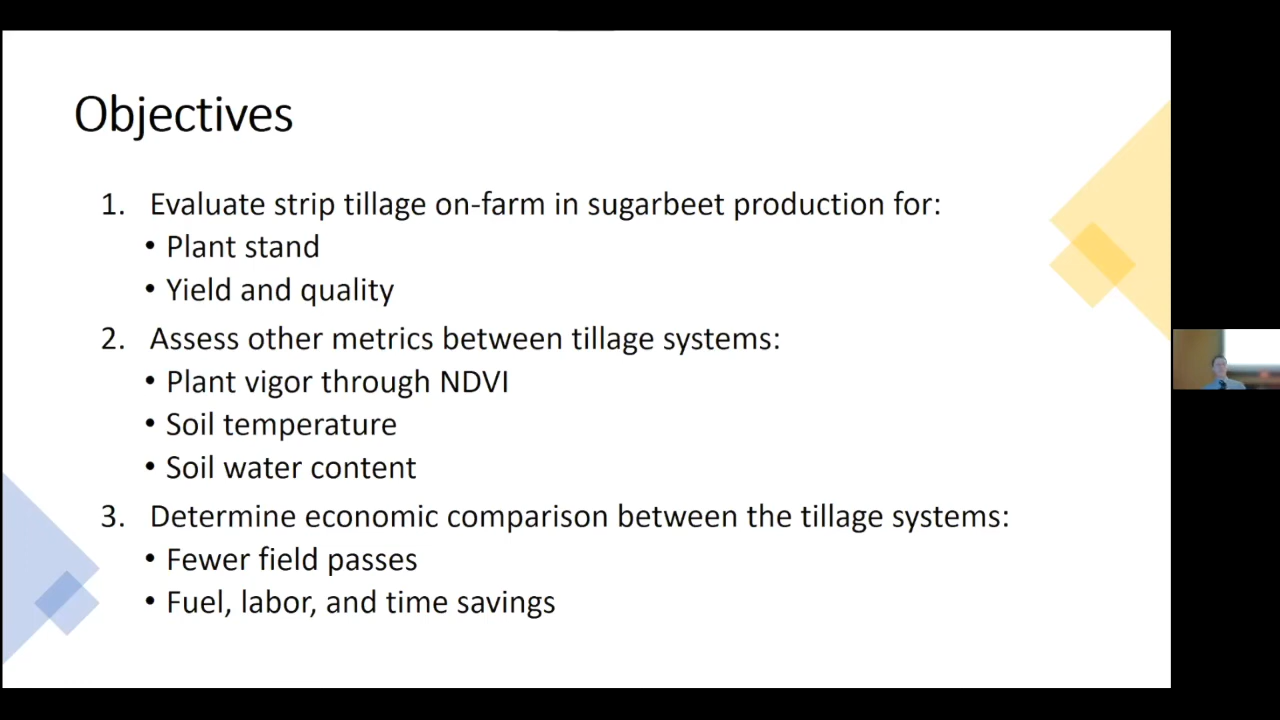 Objectives
1. Evaluate strip tillage on-farm in sugarbeet production for:
• Plant stand
• Yield and quality
2. Assess other metrics between tillage systems:
• Plant vigor through NDVI
• Soil temperature
• Soil water content
3. Determine economic comparison between the tillage systems:
• Fewer field passes
• Fuel, labor, and time savings